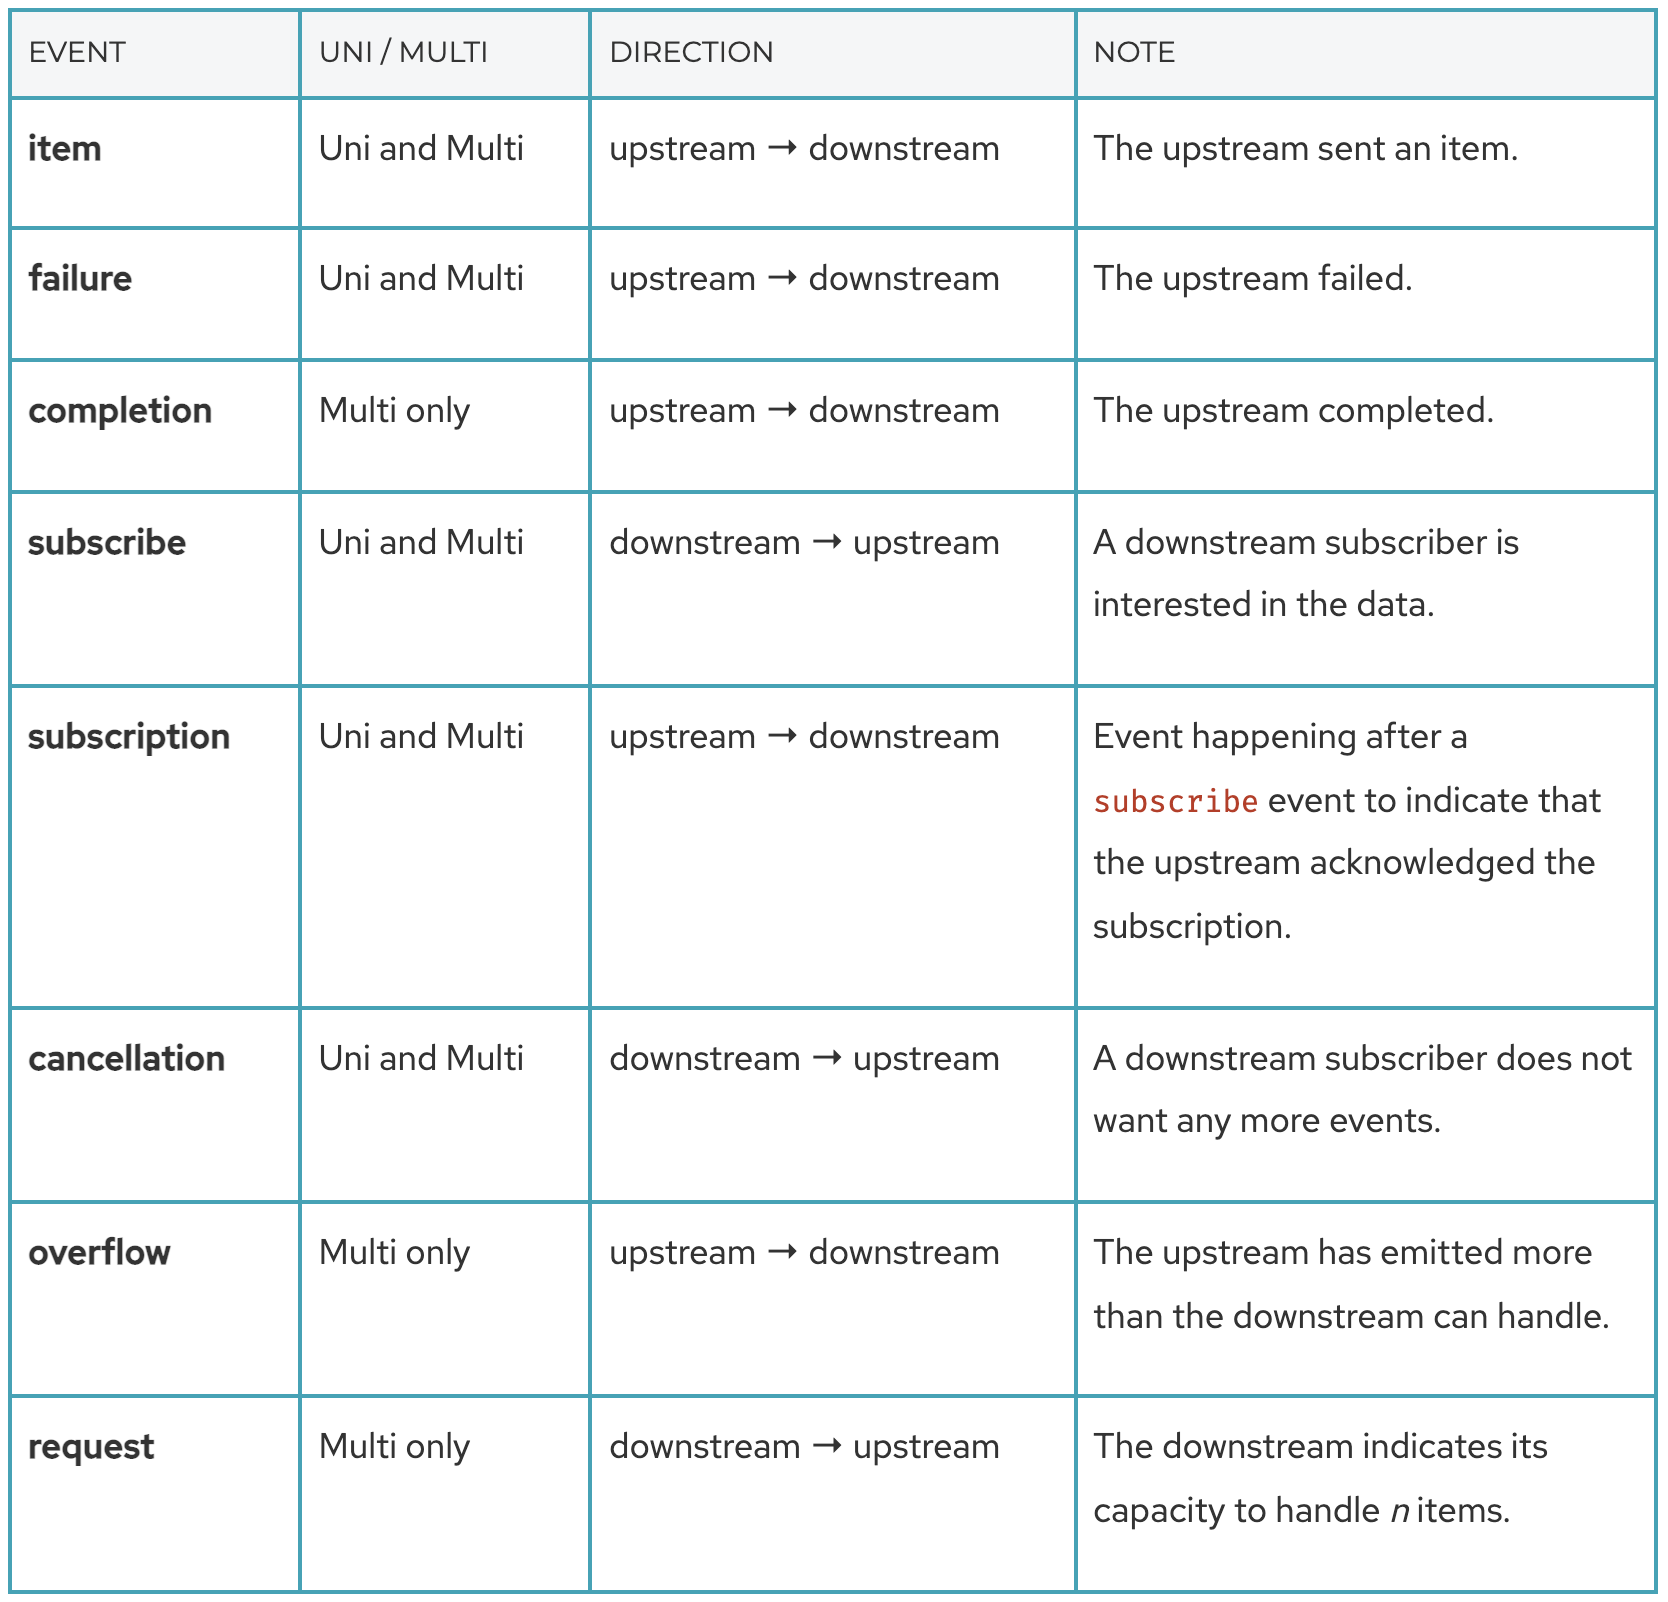 EVENT UNI / MULTI DIRECTION NOTE
item Uni and Multi upstream → downstream The upstream sent an item.
failure Uni and Multi upstream → downstream The upstream failed.
completion Multi only upstream → downstream The upstream completed.
subscribe Uni and Multi downstream → upstream A downstream subscriber is
interested in the data.
subscription Uni and Multi upstream → downstream Event happening after a
subscribe event to indicate that
the upstream acknowledged the
subscription.
cancellation Uni and Multi downstream → upstream A downstream subscriber does not
want any more events.
overflow Multi only upstream → downstream The upstream has emitted more
than the downstream can handle.
request Multi only downstream → upstream The downstream indicates its
capacity to handle n items.